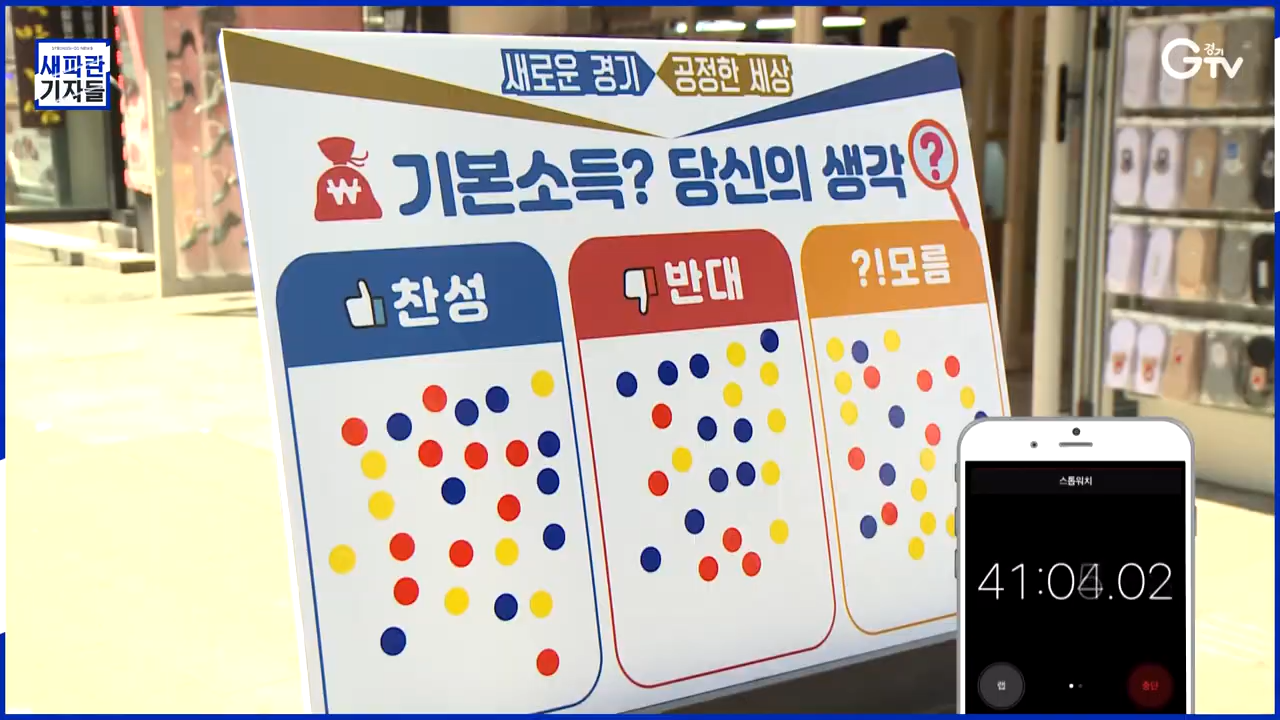 새파란
기자들
경기
GTV
새로운 경기 공정한 세상
₩ 기본소득? 당신의 생각 ?
찬성
반대
?!모름
스톱워치
41:04.02
랩
중단